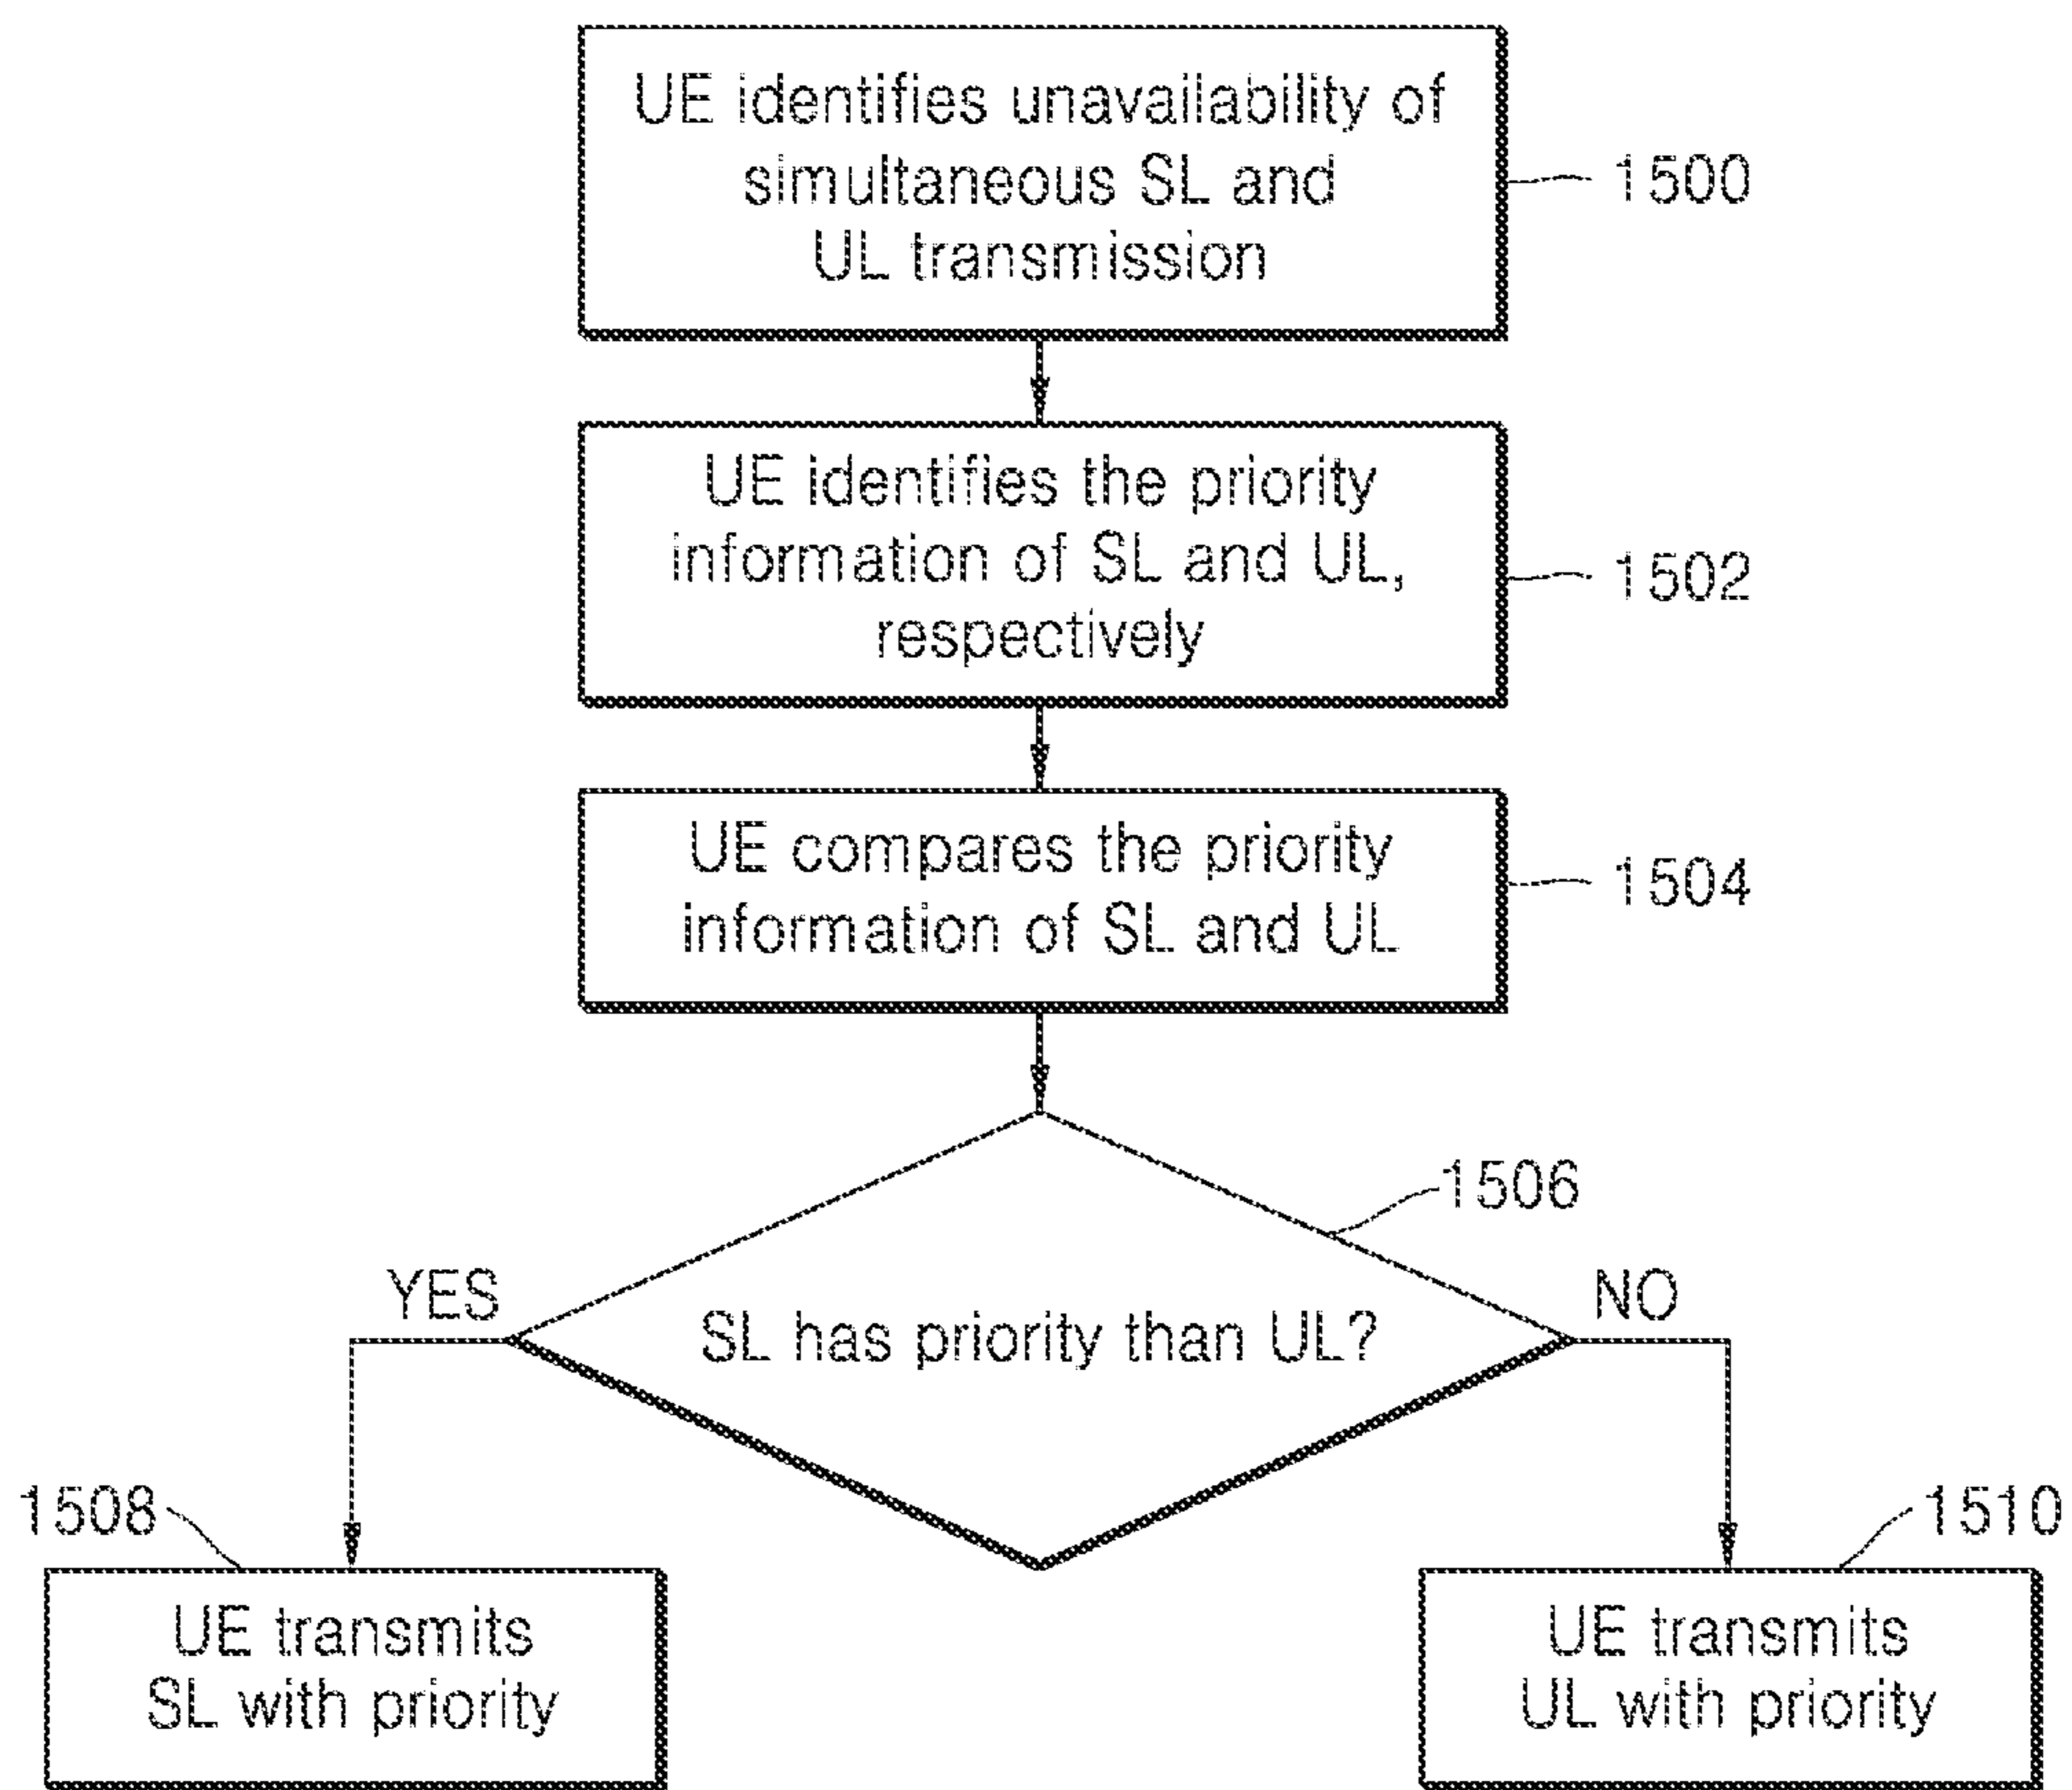 UE identifies unavailability of
simultaneous SL and
UL transmission
1500
UE identifies the priority
information of SL and UL,
respectively
1502
UE compares the priority
information of SL and UL
1504
1506
YES
SL has priority than UL?
NO
1508
UE transmits
SL with priority
1510
UE transmits
UL with priority